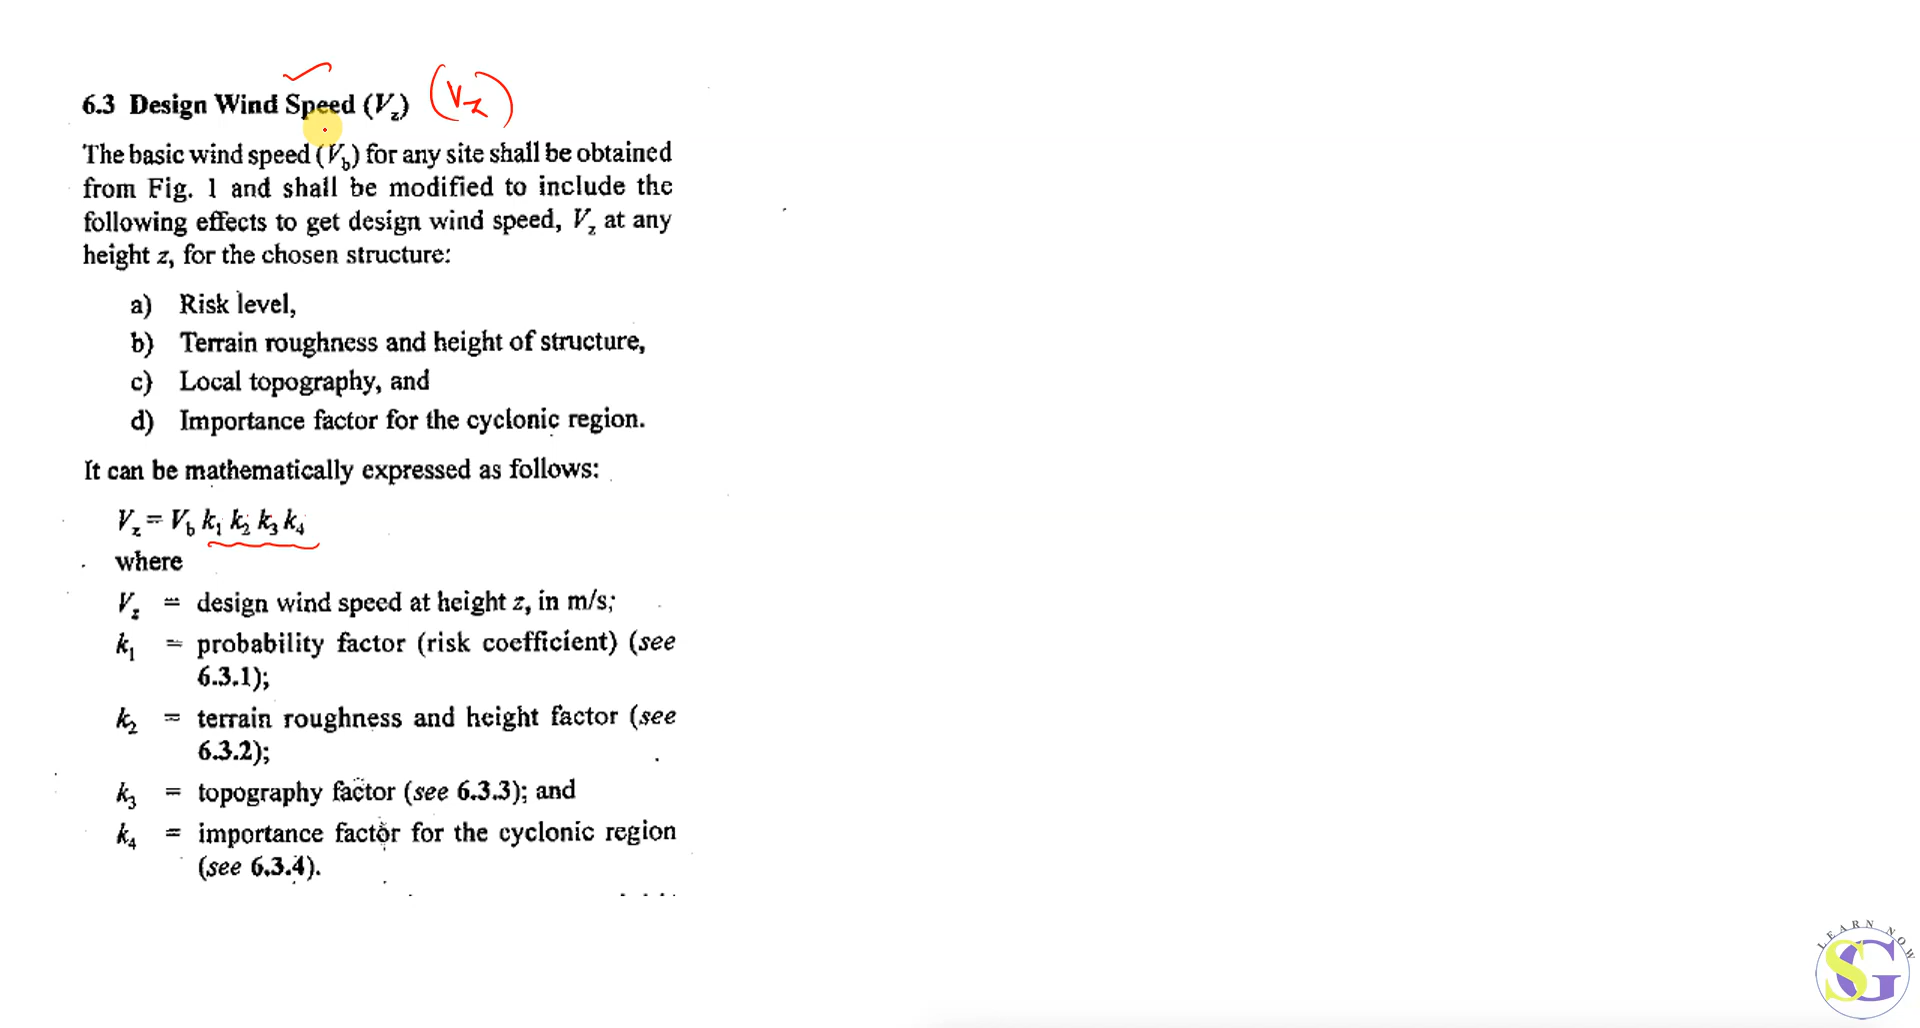 6.3 Design Wind Speed (Vz) (Vz)
The basic wind speed (Vb) for any site shall be obtained
from Fig. 1 and shall be modified to include the
following effects to get design wind speed, Vz at any
height z, for the chosen structure:
a) Risk level,
b) Terrain roughness and height of structure,
c) Local topography, and
d) Importance factor for the cyclonic region.
It can be mathematically expressed as follows:
Vz = Vb k1 k2 k3 k4
where
Vz = design wind speed at height z, in m/s;
k1 = probability factor (risk coefficient) (see
6.3.1);
k2 = terrain roughness and height factor (see
6.3.2);
k3 = topography factor (see 6.3.3); and
k4 = importance factor for the cyclonic region
(see 6.3.4).
LEARN NOW
SG